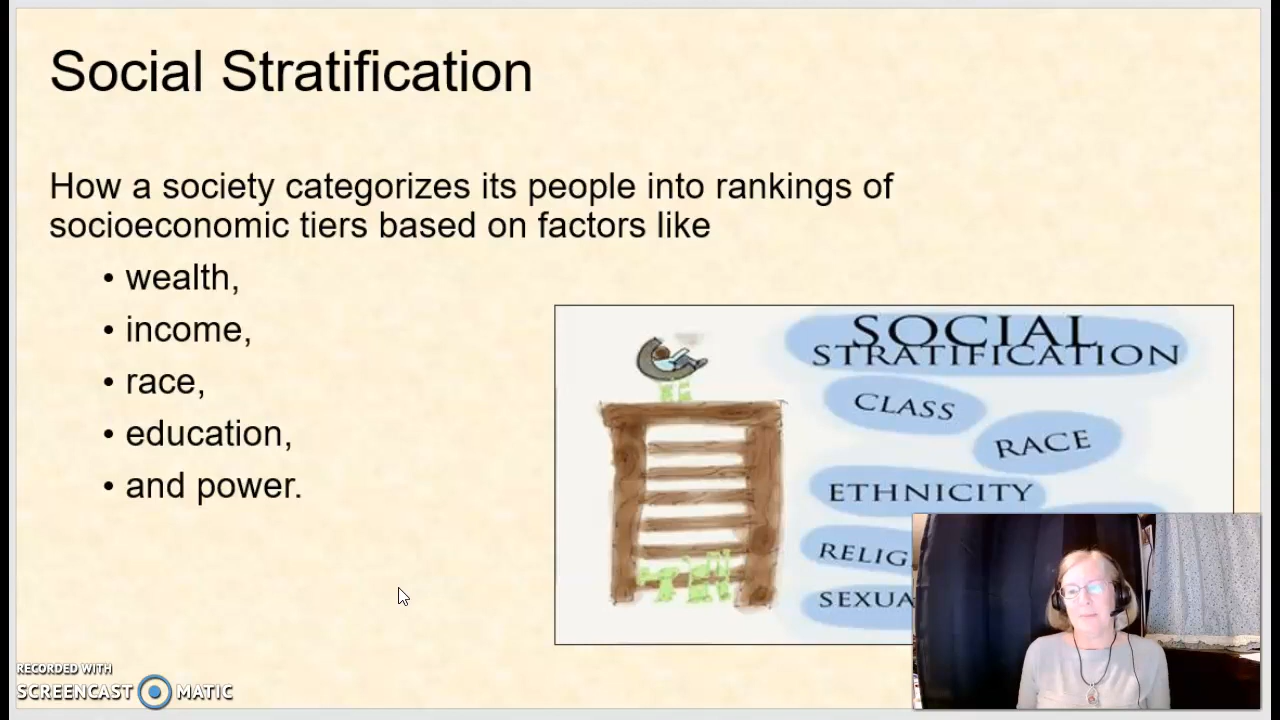 Social Stratification
How a society categorizes its people into rankings of
socioeconomic tiers based on factors like
• wealth,
• income,
• race,
• education,
• and power.
SOCIAL
STRATIFICATION
CLASS
RACE
ETHNICITY
RELIG
SEXUA
RECORDED WITH
SCREENCAST MATIC